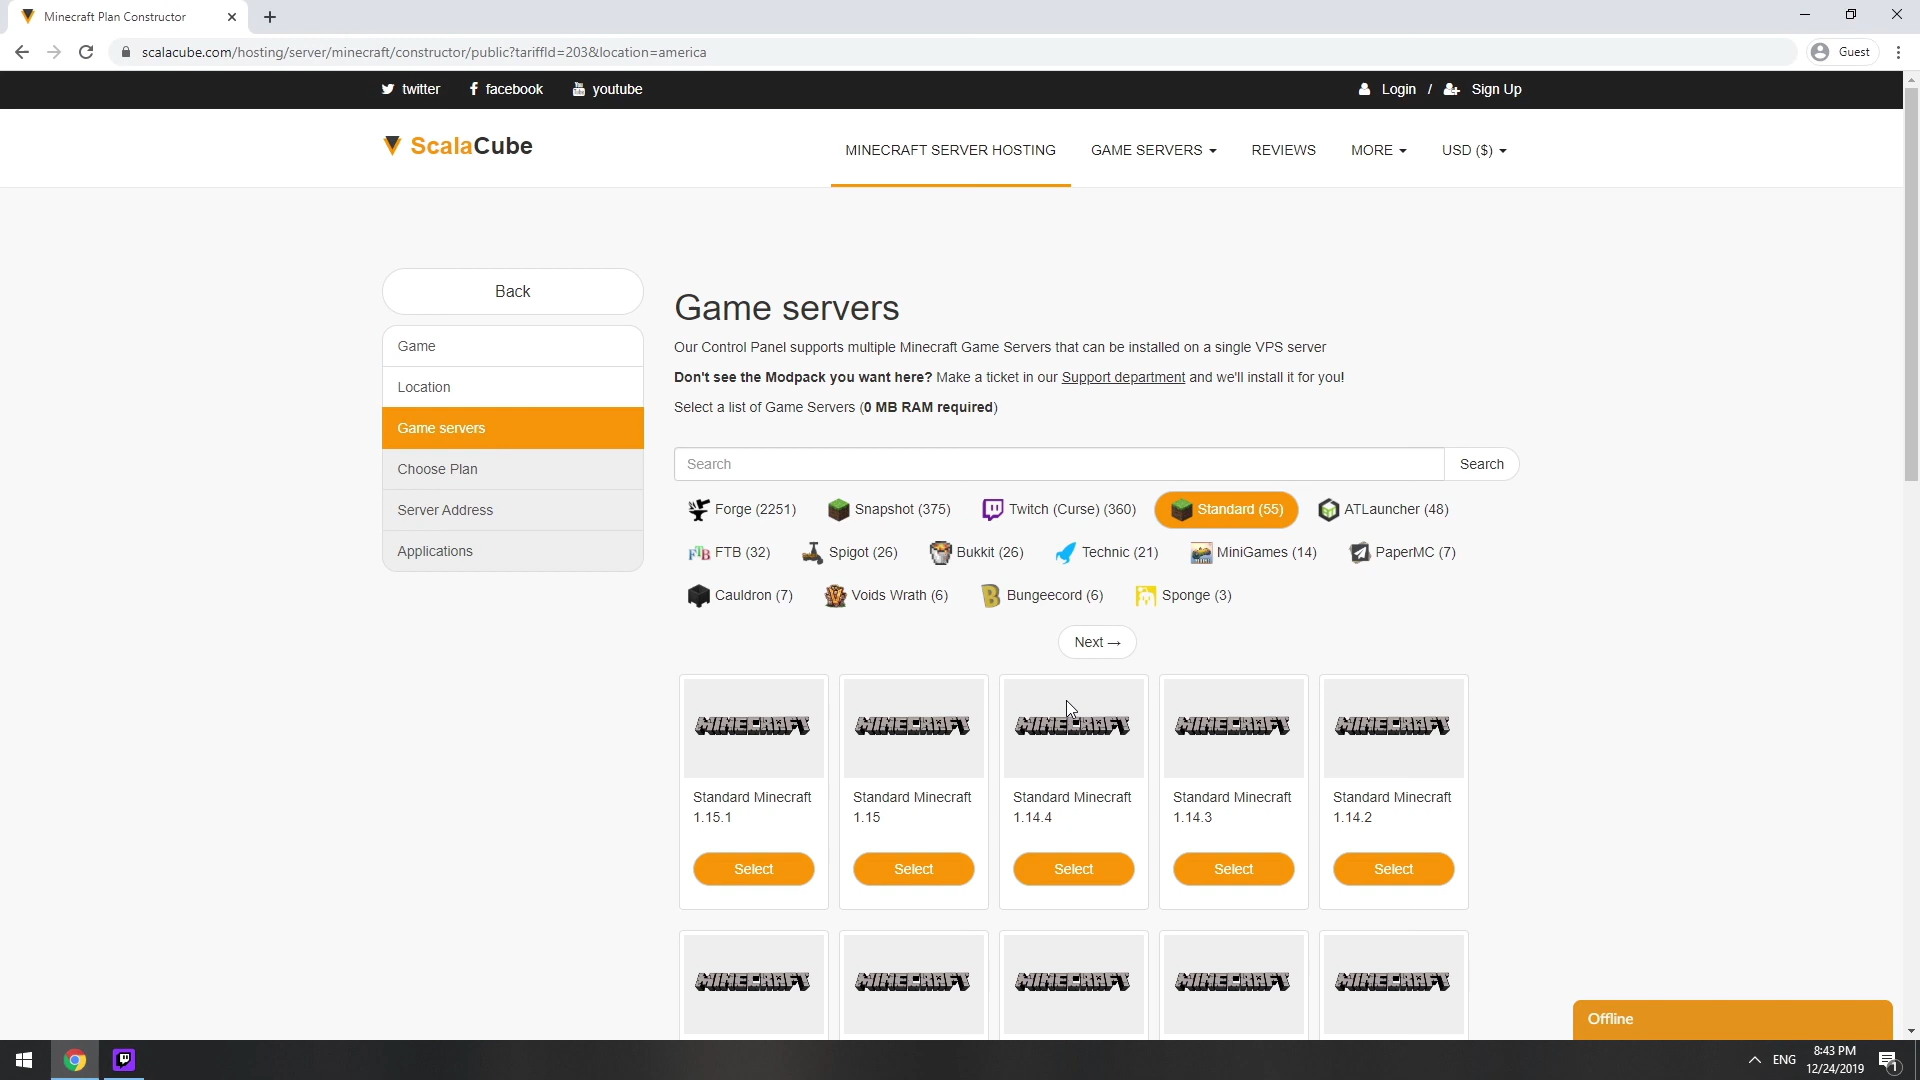 Minecraft Plan Constructor
scalacube.com/hosting/server/minecraft/constructor/public?tariffId=203&location=america
Guest
twitter
facebook
youtube
Login / Sign Up
ScalaCube
MINECRAFT SERVER HOSTING
GAME SERVERS
REVIEWS
MORE
USD ($)
Back
Game
Location
Game servers
Choose Plan
Server Address
Applications
Game servers
Our Control Panel supports multiple Minecraft Game Servers that can be installed on a single VPS server
Don't see the Modpack you want here? Make a ticket in our Support department and we'll install it for you!
Select a list of Game Servers (0 MB RAM required)
Search
Search
Forge (2251)
Snapshot (375)
Twitch (Curse) (360)
Standard (55)
ATLauncher (48)
FTB
FTB (32)
Spigot (26)
Bukkit (26)
Technic (21)
MiniGames (14)
PaperMC (7)
Cauldron (7)
Voids Wrath (6)
Bungeecord (6)
Sponge (3)
Next →
MINECRAFT
MINECRAFT
MINECRAFT
MINECRAFT
MINECRAFT
Standard Minecraft
1.15.1
Standard Minecraft
1.15
Standard Minecraft
1.14.4
Standard Minecraft
1.14.3
Standard Minecraft
1.14.2
Select
Select
Select
Select
Select
MINECRAFT
MINECRAFT
MINECRAFT
MINECRAFT
MINECRAFT
Offline
ENG
8:43 PM
12/24/2019
1